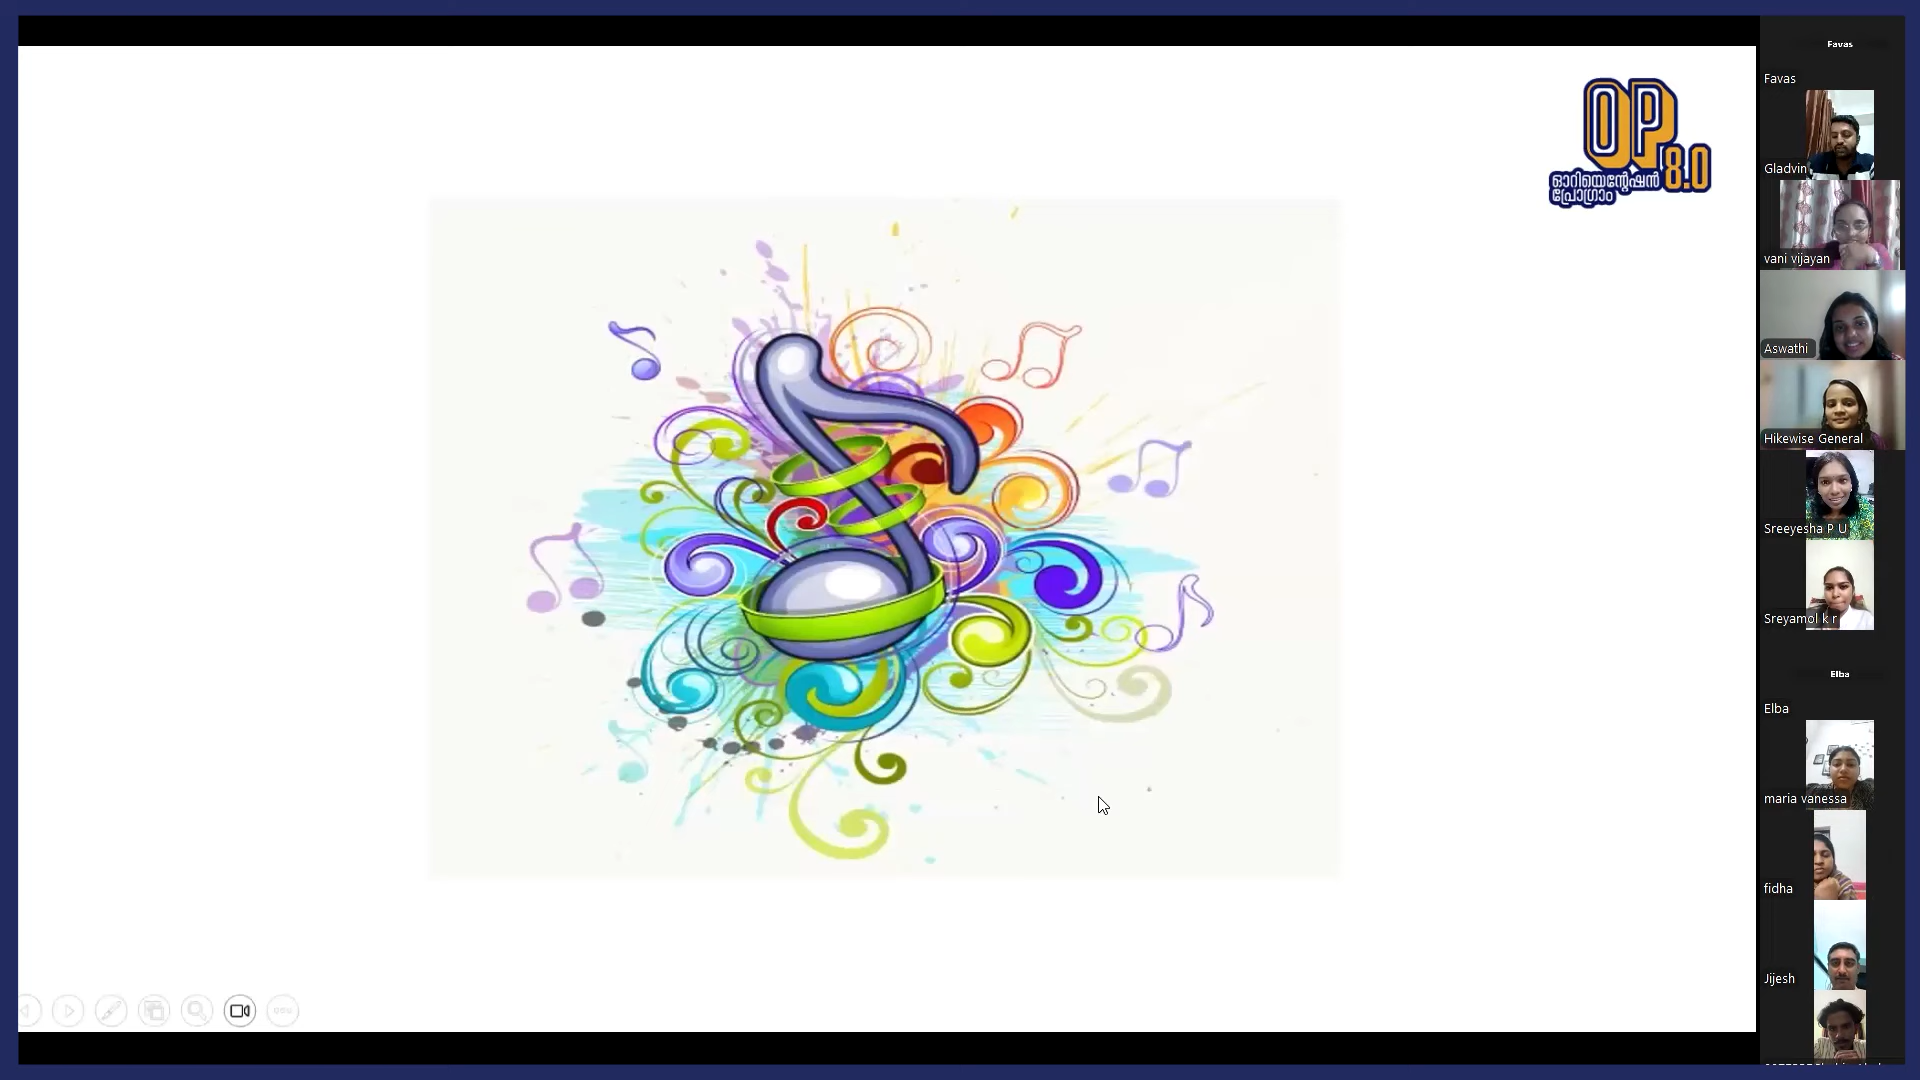 OP
8.0
ഓറിയെന്റേഷൻ
പ്രോഗ്രാം
Favas
Favas
Gladvin
vani vijayan
Aswathi
Hikewise General
Sreeyesha P U
Sreyamol k r
Elba
Elba
maria vanessa
fidha
Jijesh